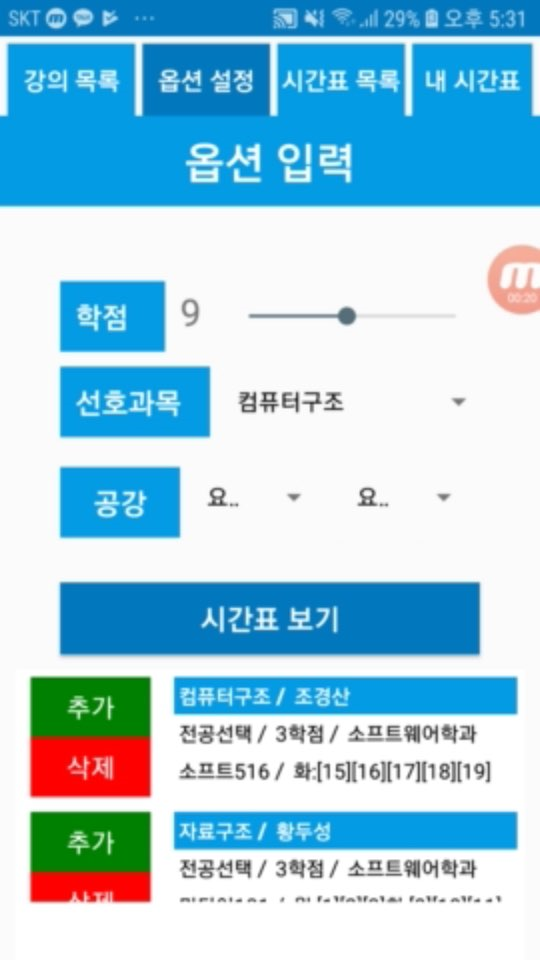 SKT ... 29% 오후 5:31
강의 목록 옵션 설정 시간표 목록 내 시간표
옵션 입력
00:20
학점 9
선호과목 컴퓨터구조
공강 요.. 요..
시간표 보기
추가 컴퓨터구조 / 조경산
전공선택 / 3학점 / 소프트웨어학과
삭제 소프트516 / 화:[15][16][17][18][19]
추가 자료구조 / 황두성
전공선택 / 3학점 / 소프트웨어학과
삭제